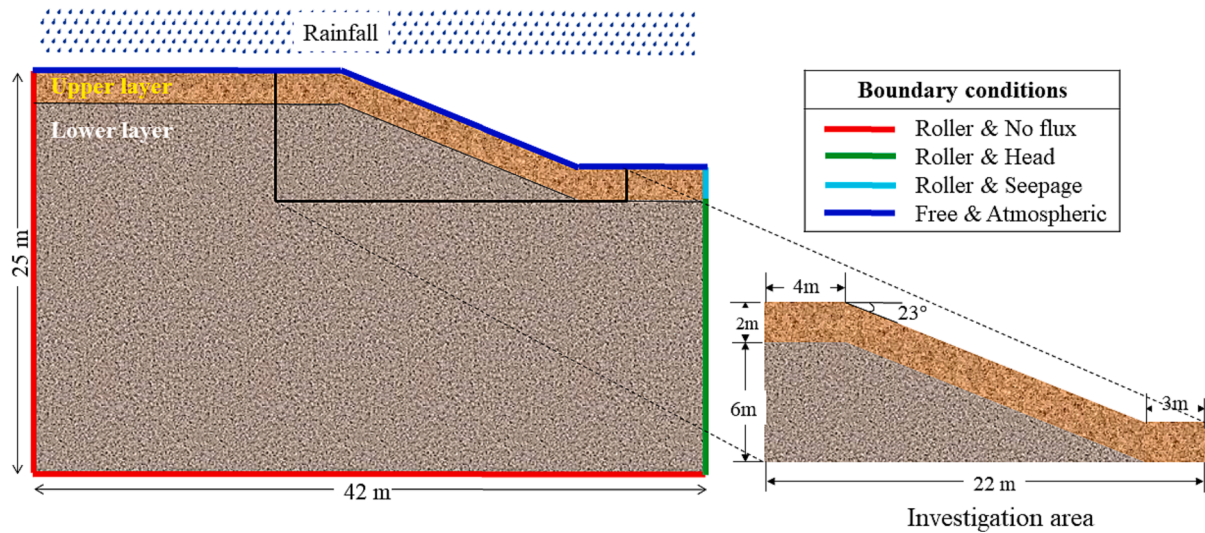 Rainfall
Upper layer
Lower layer
25 m
42 m
Boundary conditions
Roller & No flux
Roller & Head
Roller & Seepage
Free & Atmospheric
4m
23°
2m
6m
3m
22 m
Investigation area